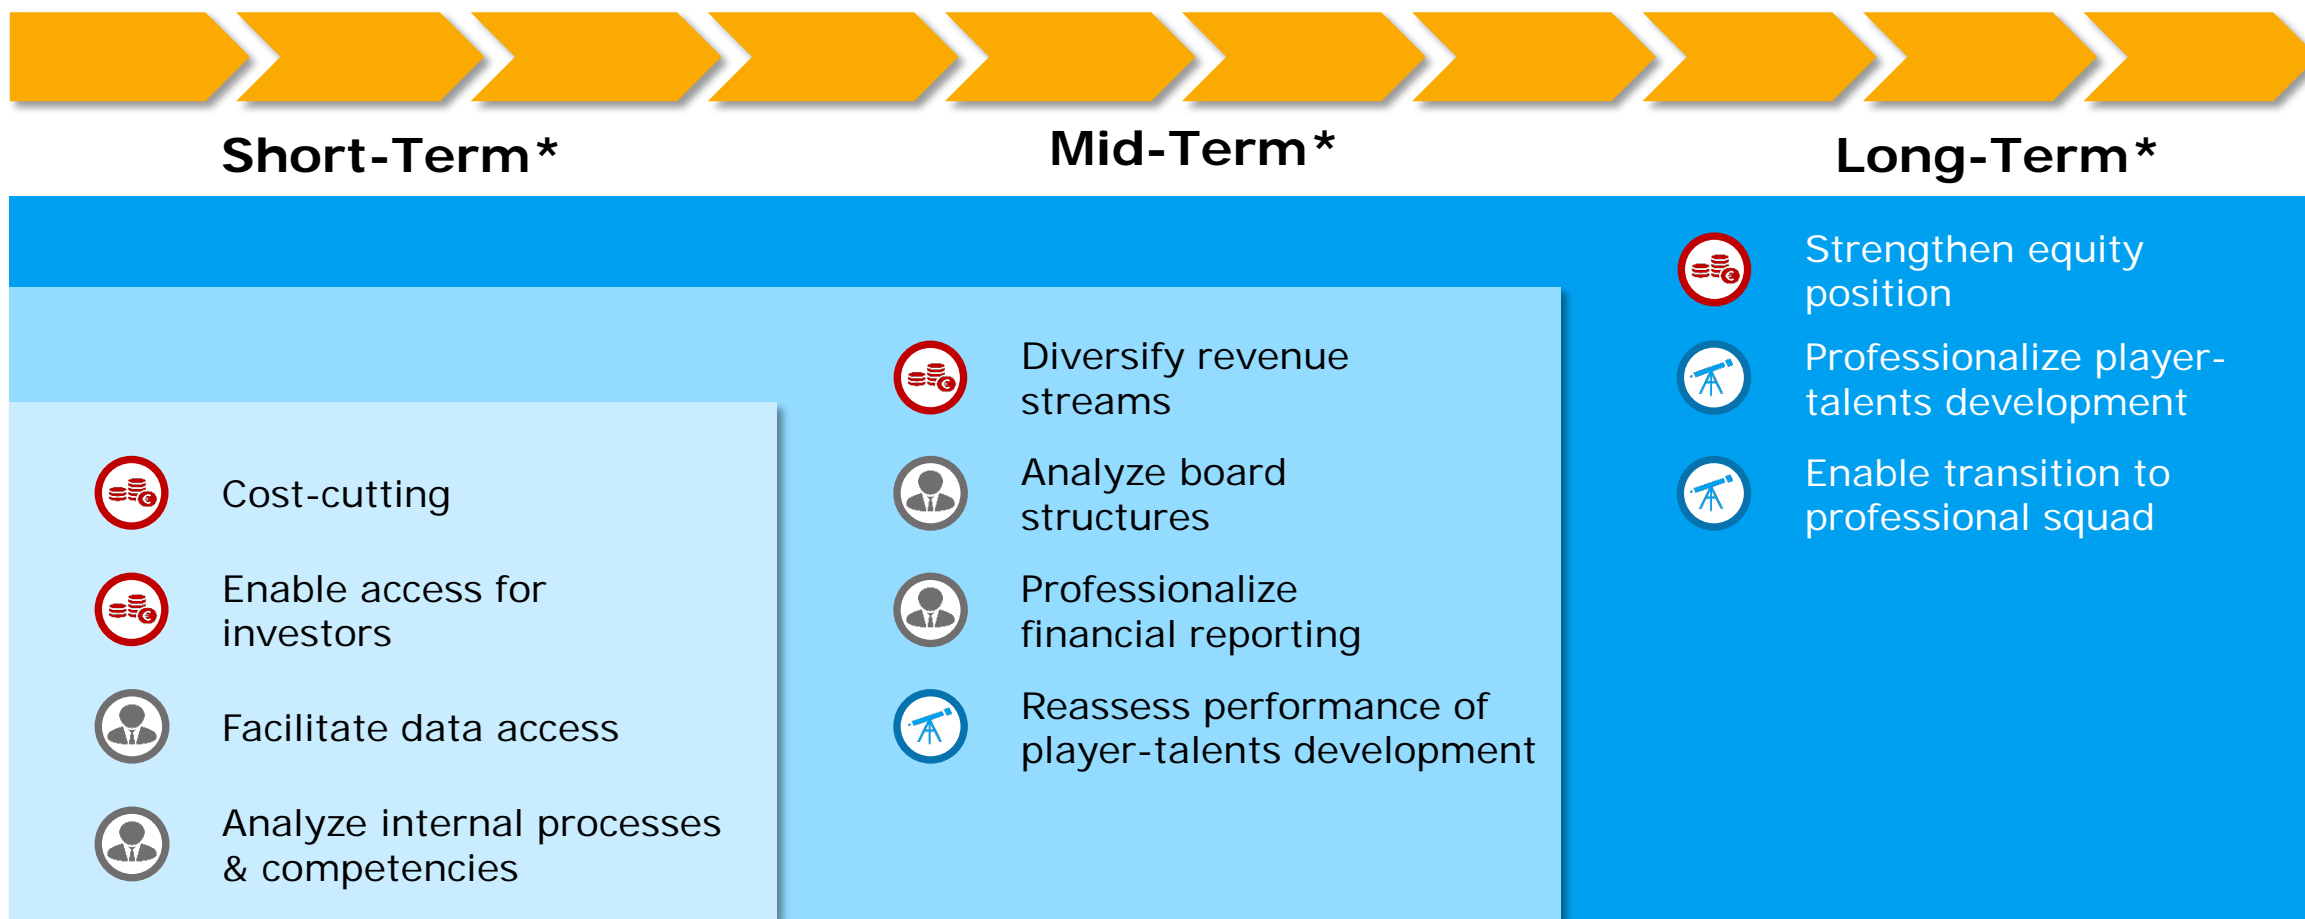 Short-Term*
Mid-Term*
Long-Term*
Cost-cutting
Enable access for
investors
Facilitate data access
Analyze internal processes
& competencies
Diversify revenue
streams
Analyze board
structures
Professionalize
financial reporting
Reassess performance of
player-talents development
Strengthen equity
position
Professionalize player-
talents development
Enable transition to
professional squad